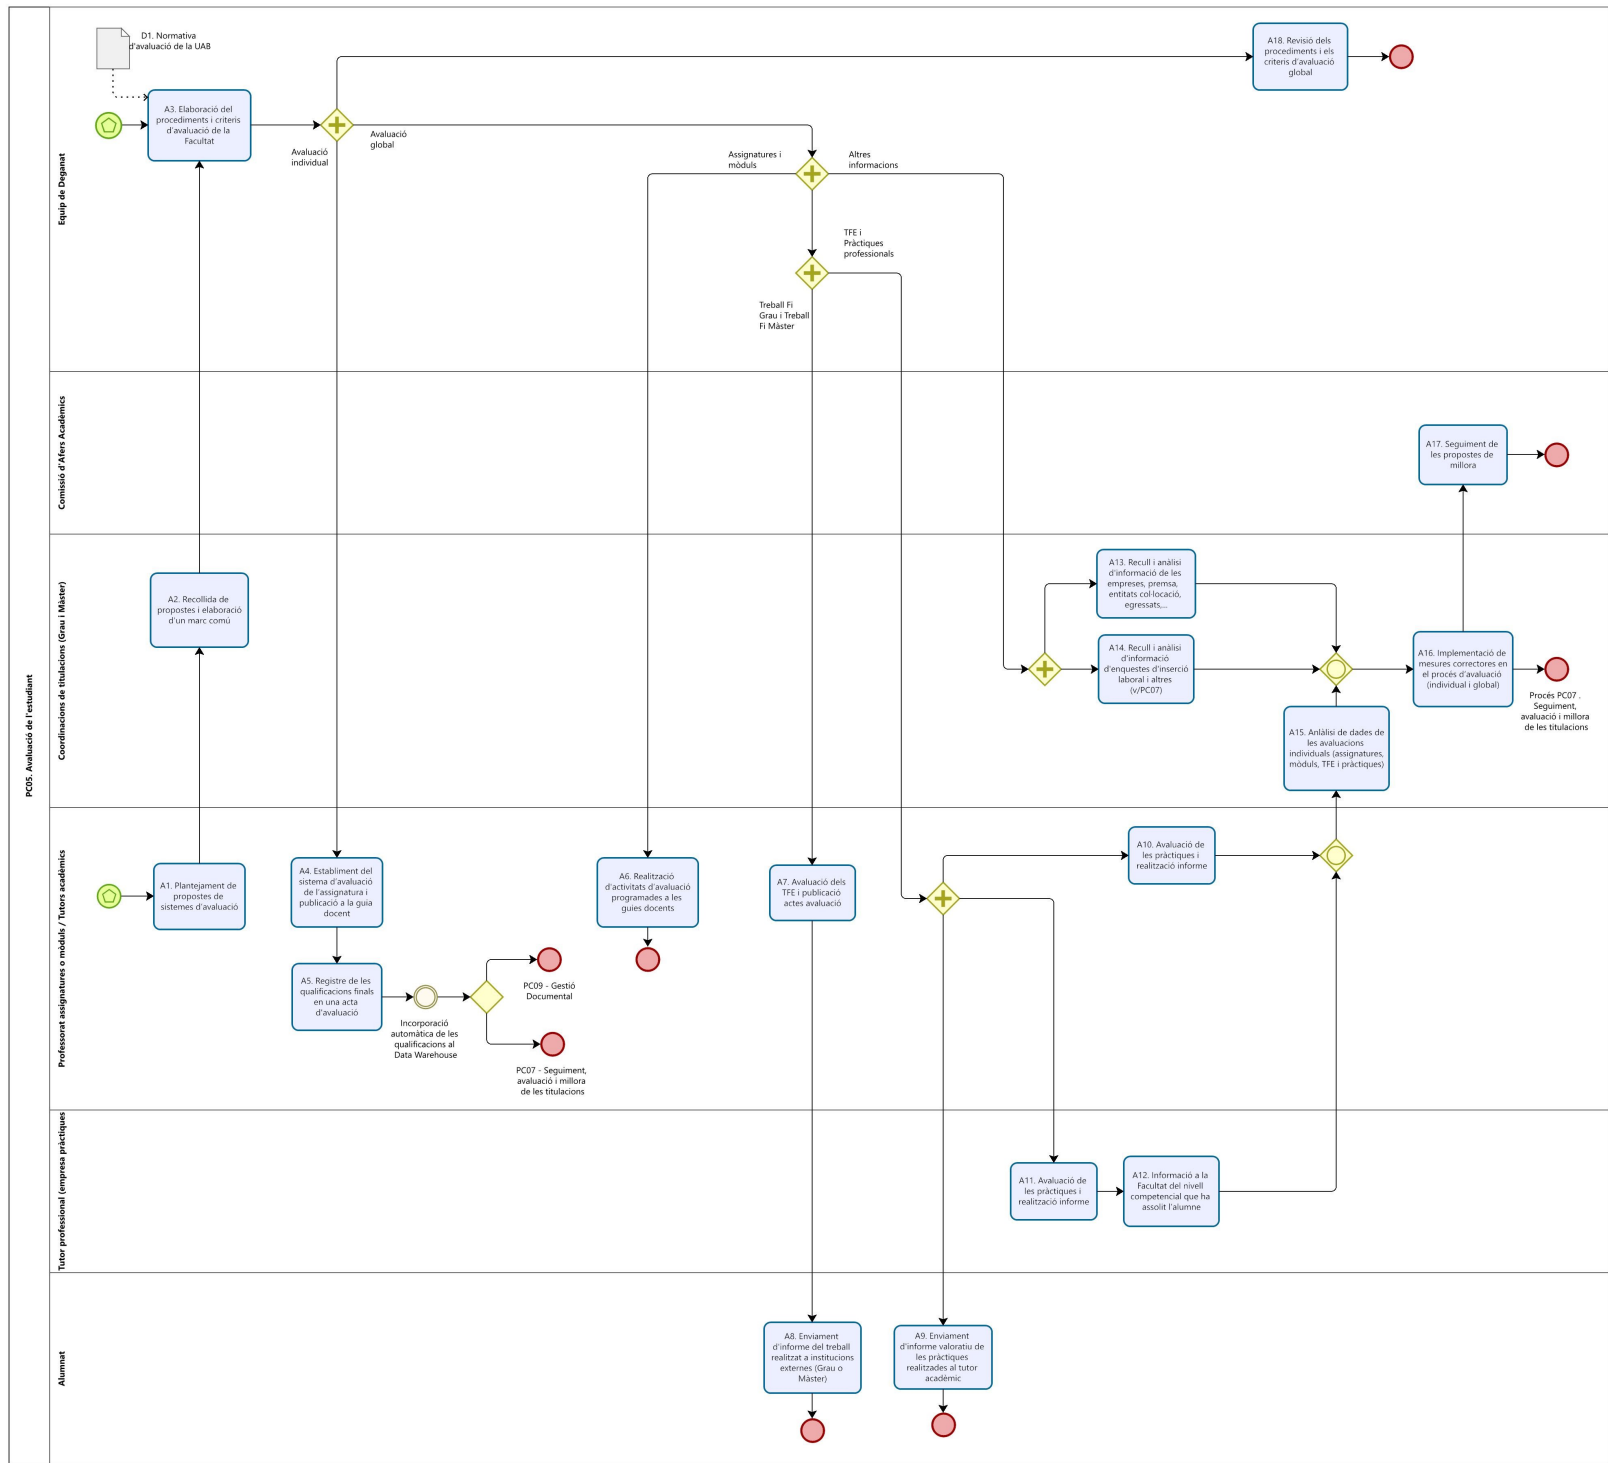 PC05. Avaluació de l'estudiant
Equip de Deganat
D1. Normativa
d'avaluació de la UAB
A3. Elaboració del
procediments i criteris
d'avaluació de la
Facultat
Avaluació
individual
Avaluació
global
Assignatures i
mòduls
Altres
informacions
TFE i
Pràctiques
professionals
Treball Fi
Grau i Treball
Fi Màster
A18. Revisió dels
procediments i els
criteris d'avaluació
global
Comissió d'Afers Acadèmics
A17. Seguiment de
les propostes de
millora
Coordinacions de titulacions (Grau i Màster)
A2. Recollida de
propostes i elaboració
d'un marc comú
A13. Recull i anàlisi
d'informació de les
empreses, premsa,
entitats col·locació,
egressats,...
A14. Recull i anàlisi
d'informació
d'enquestes d'inserció
laboral i altres
(v/PC07)
A15. Anlàlisi de dades de
les avaluacions
individuals (assignatures,
mòduls, TFE i pràctiques)
A16. Implementació de
mesures correctores en
el procés d'avaluació
(individual i global)
Procés PC07 .
Seguiment,
avaluació i millora
de les titulacions
Professorat assignatures o mòduls / Tutors acadèmics
A1. Plantejament de
propostes de
sistemes d'avaluació
A4. Establiment del
sistema d'avaluació
de l'assignatura i
publicació a la guia
docent
A5. Registre de les
qualificacions finals
en una acta
d'avaluació
Incorporació
automàtica de les
qualificacions al
Data Warehouse
PC09 - Gestió
Documental
PC07 - Seguiment,
avaluació i millora
de les titulacions
A6. Realització
d'activitats d'avaluació
programades a les
guies docents
A7. Avaluació dels
TFE i publicació
actes avaluació
A10. Avaluació de
les pràctiques i
realització informe
Tutor professional (empresa pràctiques
A11. Avaluació de
les pràctiques i
realització informe
A12. Informació a la
Facultat del nivell
competencial que ha
assolit l'alumne
Alumnat
A8. Enviament
d'informe del treball
realitzat a institucions
externes (Grau o
Màster)
A9. Enviament
d'informe valoratiu de
les pràctiques
realitzades al tutor
acadèmic